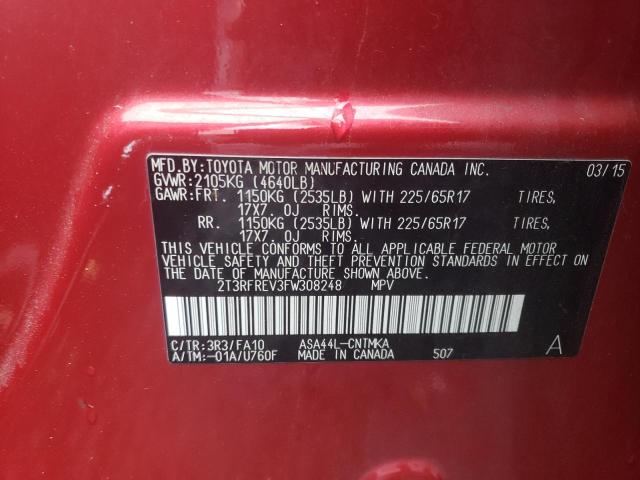 MFD.BY:TOYOTA MOTOR MANUFACTURING CANADA INC. 03/15
GVWR:2105KG (4640LB)
GAWR:FRT. 1150KG (2535LB) WITH 225/65R17 TIRES,
17X7. OJ RIMS.
RR. 1150KG (2535LB) WITH 225/65R17 TIRES,
17X7. OJ RIMS.
THIS VEHICLE CONFORMS TO ALL APPLICABLE FEDERAL MOTOR
VEHICLE SAFETY AND THEFT PREVENTION STANDARDS IN EFFECT
ON THE DATE OF MANUFACTURE SHOWN ABOVE.
2T3RFREV3FW308248 MPV
C/TR:3R3/FA10 ASA44L-CNTMKA
A/TM:-01A/U760F MADE IN CANADA 507 A